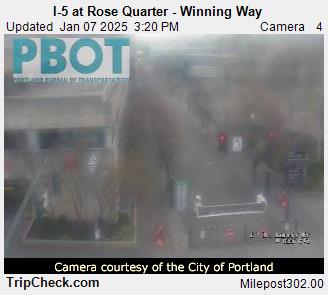 I-5 at Rose Quarter - Winning Way
Updated Jan 07 2025 3:20 PM Camera 4
PBOT
PORTLAND BUREAU OF TRANSPORTATION
Camera courtesy of the City of Portland
TripCheck.com Milepost302.00